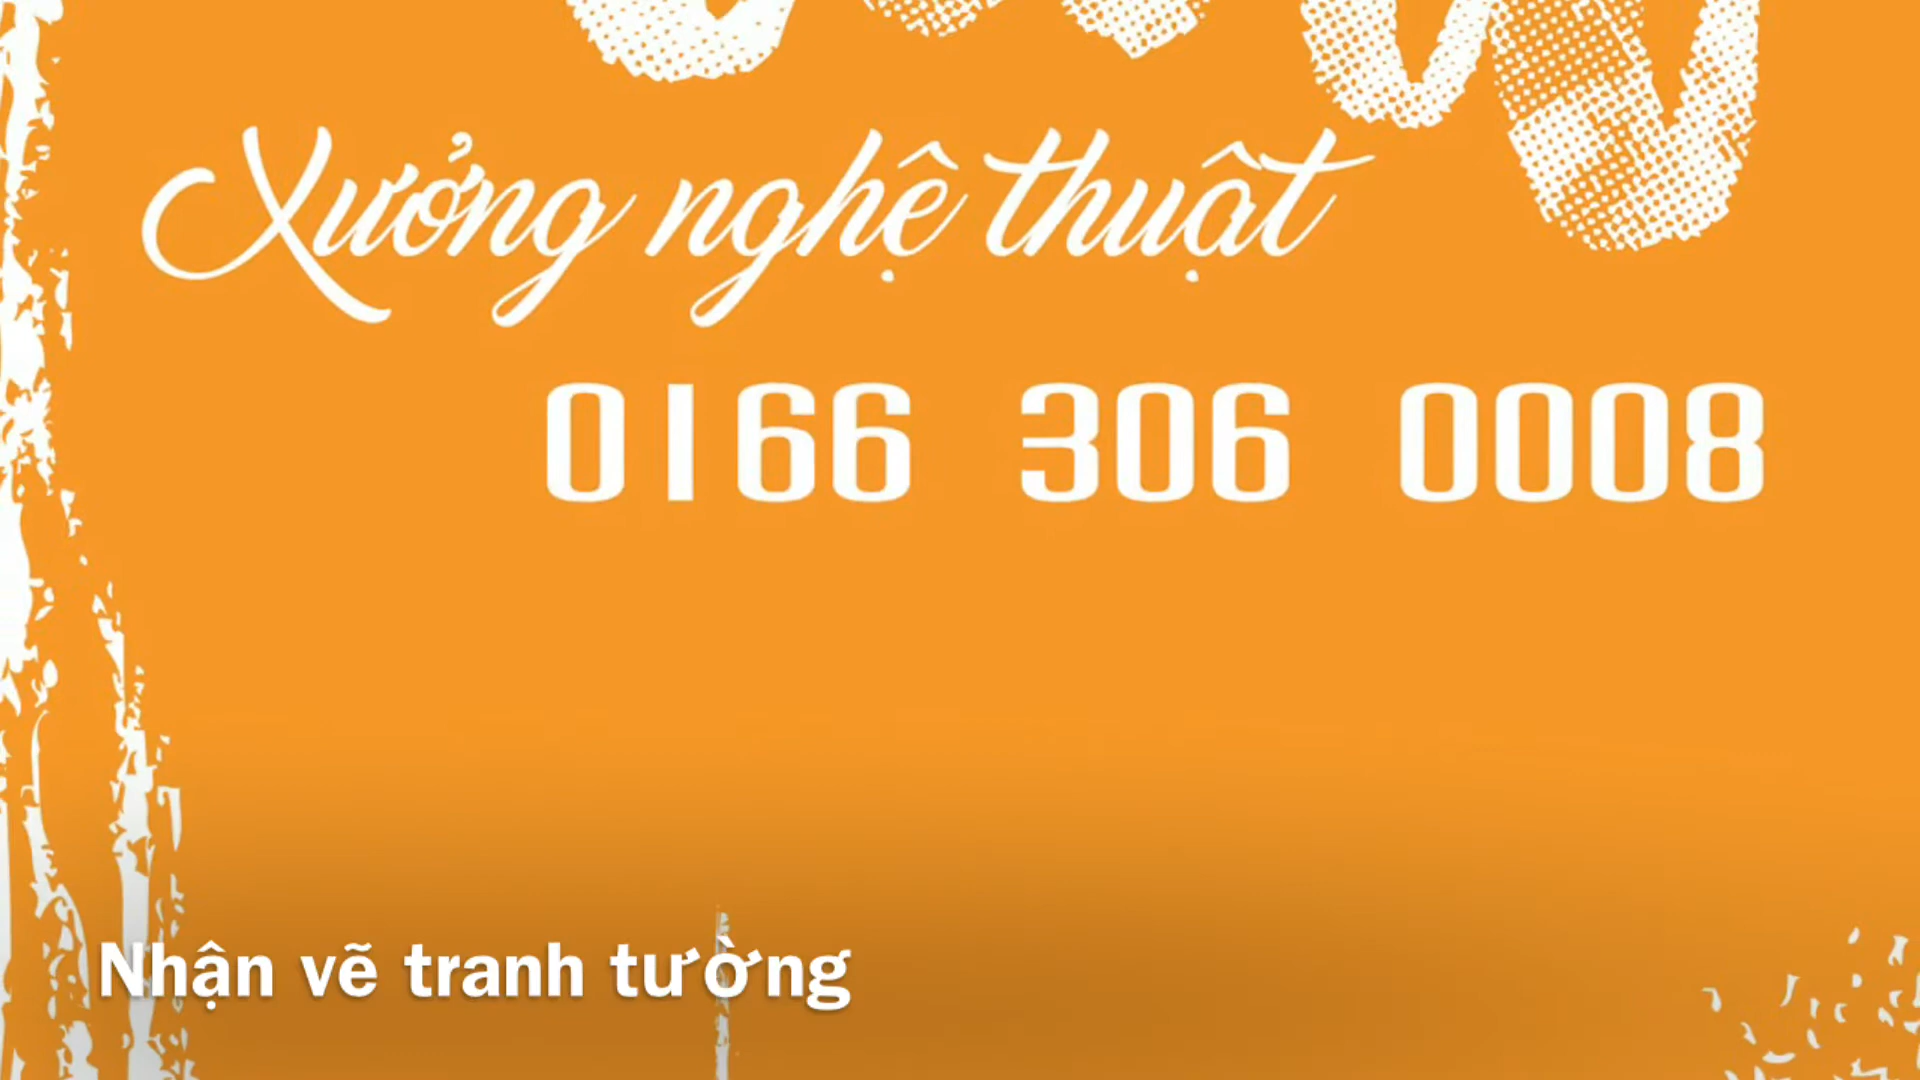 Xưởng nghệ thuật
0166 306 0008
Nhận vẽ tranh tường